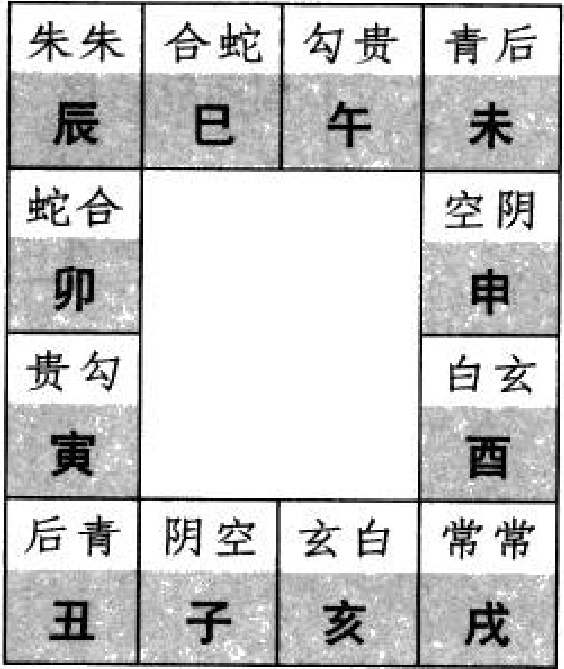 朱朱 合蛇 勾贵 青后
辰 巳 午 未
蛇合 空阴
卯 申
贵勾 白玄
寅 酉
后青 阴空 玄白 常常
丑 子 亥 戌